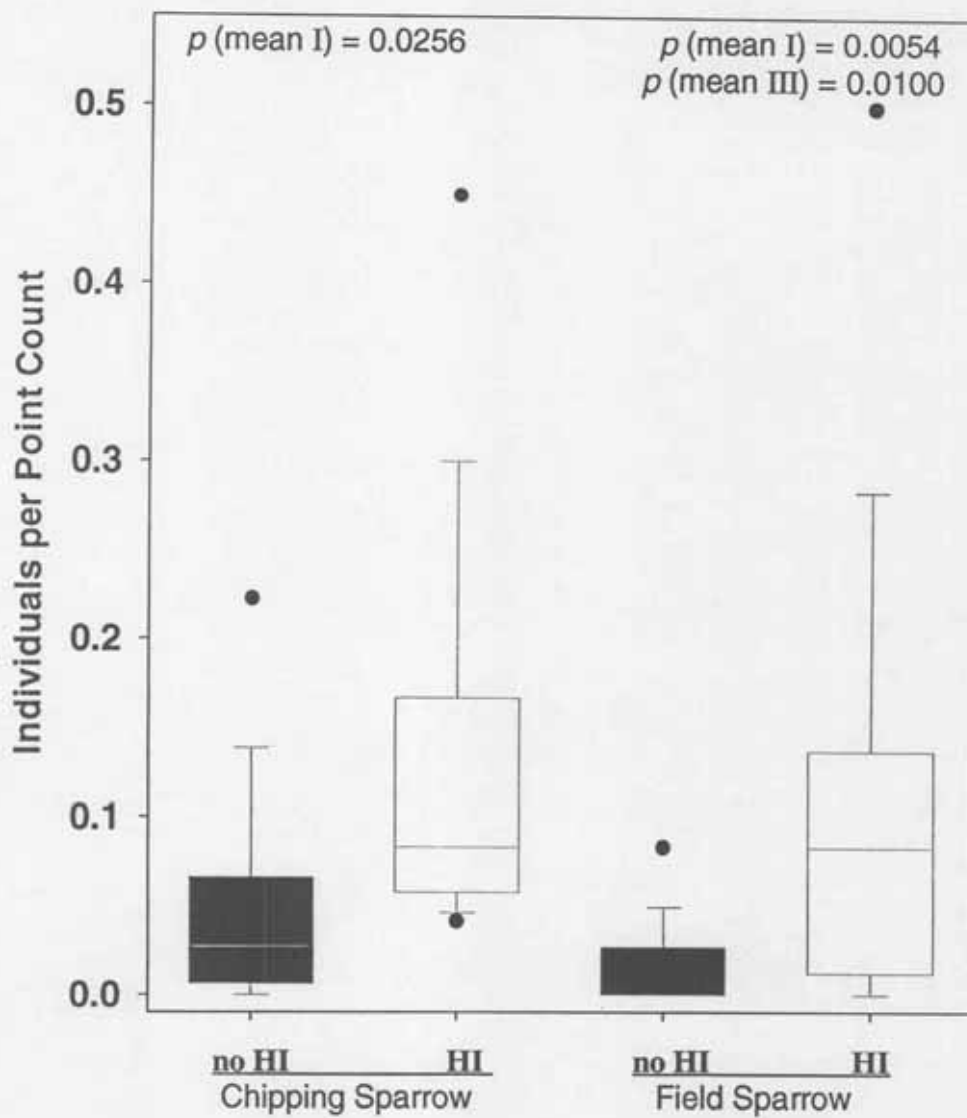 p (mean I) = 0.0256
p (mean I) = 0.0054
p (mean III) = 0.0100
Individuals per Point Count
0.5
0.4
0.3
0.2
0.1
0.0
no HI HI no HI HI
Chipping Sparrow Field Sparrow